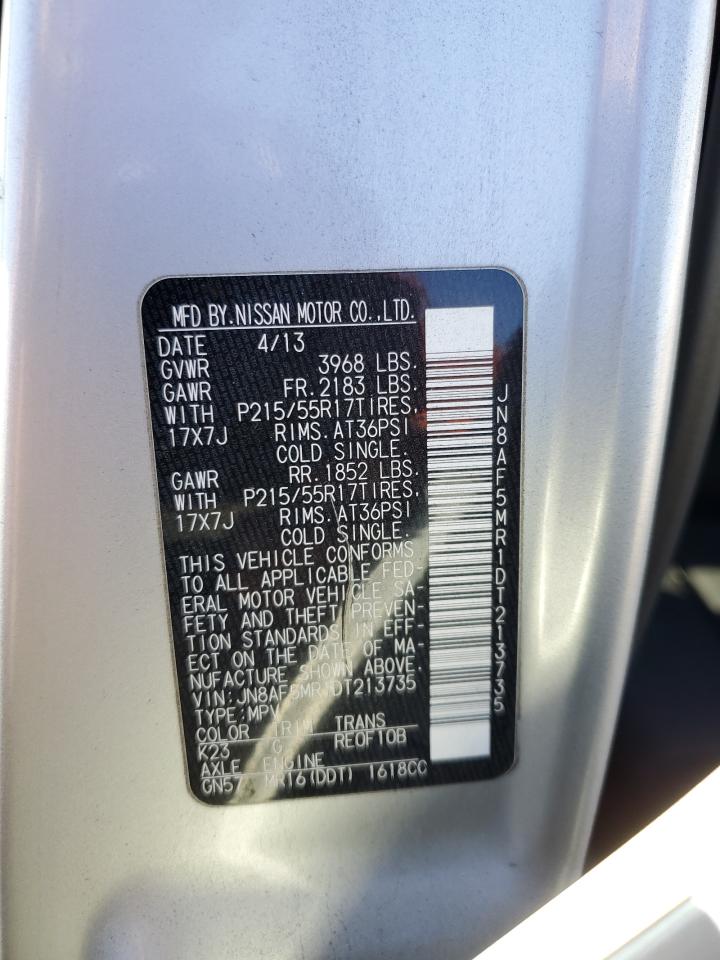 MFD BY.NISSAN MOTOR CO.,LTD.
DATE 4/13
GVWR 3968 LBS.
GAWR FR.2183 LBS.
WITH P215/55R17TIRES,
17X7J RIMS.AT36PSI
COLD SINGLE.
GAWR RR.1852 LBS.
WITH P215/55R17TIRES,
17X7J RIMS.AT36PSI
COLD SINGLE.
THIS VEHICLE CONFORMS
TO ALL APPLICABLE FED-
ERAL MOTOR VEHICLE SA-
FETY AND THEFT PREVEN-
TION STANDARDS IN EFF-
ECT ON THE DATE OF MA-
NUFACTURE SHOWN ABOVE.
VIN:JN8AF5MR1DT213735
TYPE:MPV
COLOR TRIM TRANS
K23 G RE0F10B
AXLE ENGINE
GN57 MR16(DDT) 1618CC
JN8AF5MR1DT213735